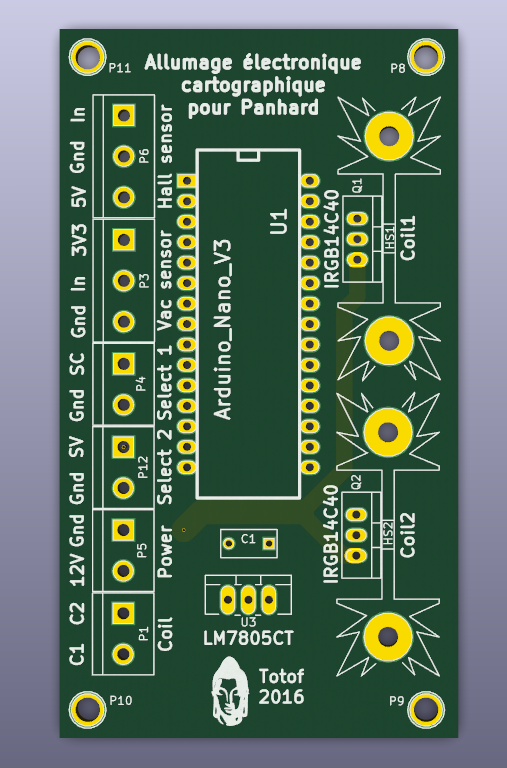 Allumage électronique
cartographique
pour Panhard
P11
P8
In
Gnd
5V
P6
Hall sensor
3V3
In
Gnd
P3
Vac sensor
SC
Gnd
P4
Select 1
SV
Gnd
P12
Select 2
Gnd
12V
P5
Power
C2
C1
P1
Coil
U1
Arduino_Nano_V3
Q1
IRGB14C40
HS1
Coil1
Q2
IRGB14C40
HS2
Coil2
C1
U3
LM7805CT
Totof
2016
P10
P9